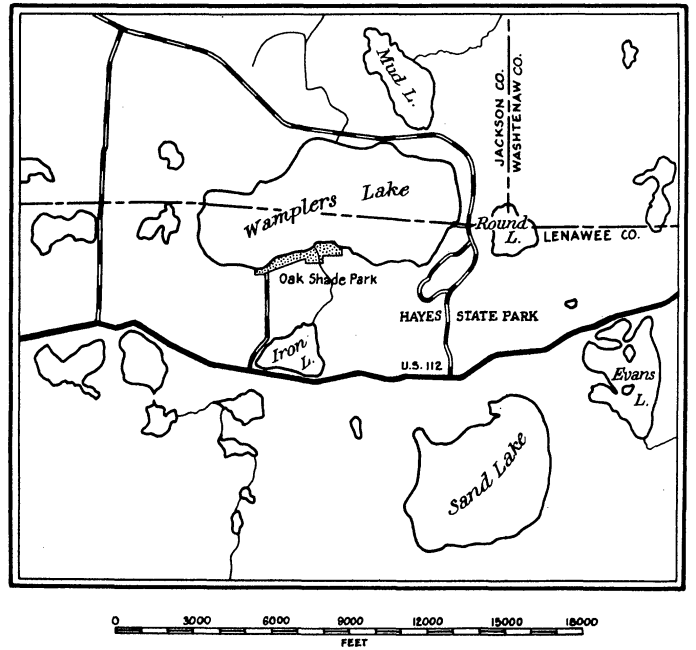 Mud L.
JACKSON CO.
WASHTENAW CO.
Wamplers Lake
Round
L.
LENAWEE CO.
Oak Shade Park
HAYES STATE PARK
Iron
L.
U.S. 112
Evans
L.
Sand Lake
0 3000 6000 9000 12000 15000 18000
FEET